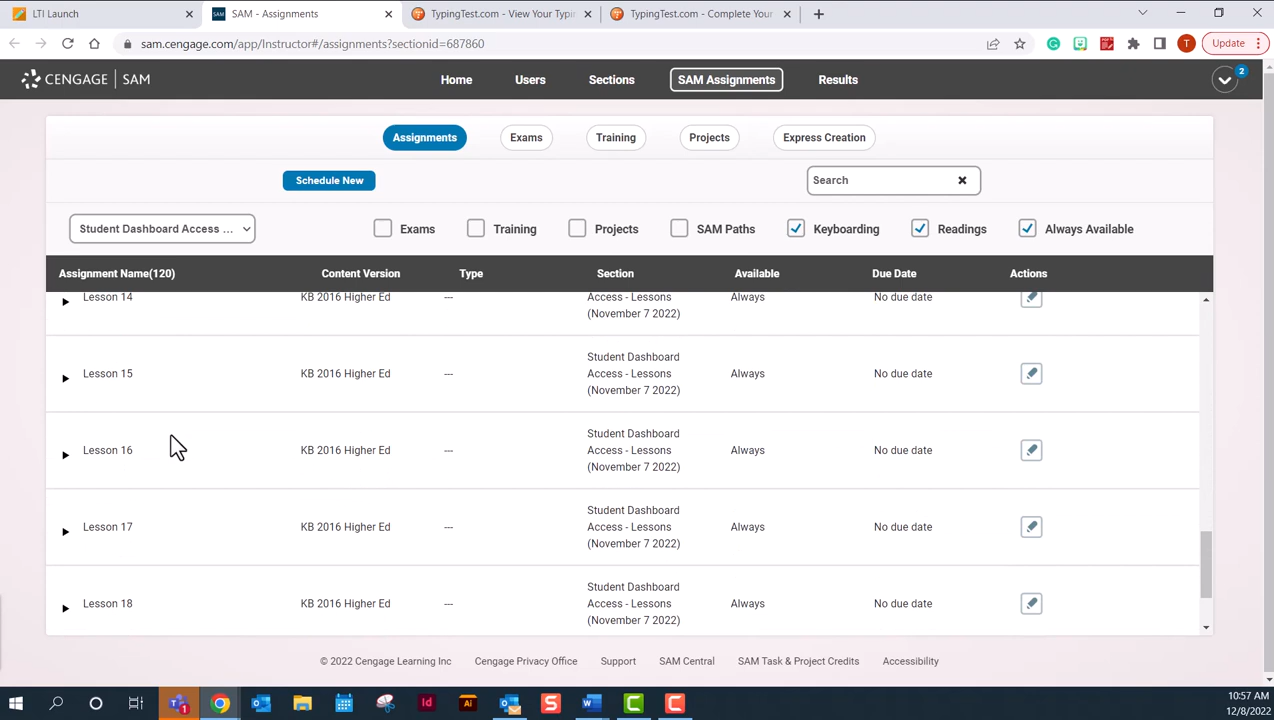 LTI Launch
SAM - Assignments
TypingTest.com - View Your Typin
TypingTest.com - Complete Your
sam.cengage.com/app/Instructor#/assignments?sectionid=687860
T
Update
CENGAGE | SAM
Home
Users
Sections
SAM Assignments
Results
2
Assignments
Exams
Training
Projects
Express Creation
Schedule New
Search
Student Dashboard Access ...
Exams
Training
Projects
SAM Paths
Keyboarding
Readings
Always Available
Assignment Name(120)
Content Version
Type
Section
Available
Due Date
Actions
Lesson 14
KB 2016 Higher Ed
---
Access - Lessons
(November 7 2022)
Always
No due date
Lesson 15
KB 2016 Higher Ed
---
Student Dashboard
Access - Lessons
(November 7 2022)
Always
No due date
Lesson 16
KB 2016 Higher Ed
---
Student Dashboard
Access - Lessons
(November 7 2022)
Always
No due date
Lesson 17
KB 2016 Higher Ed
---
Student Dashboard
Access - Lessons
(November 7 2022)
Always
No due date
Lesson 18
KB 2016 Higher Ed
---
Student Dashboard
Access - Lessons
(November 7 2022)
Always
No due date
© 2022 Cengage Learning Inc
Cengage Privacy Office
Support
SAM Central
SAM Task & Project Credits
Accessibility
10:57 AM
12/8/2022